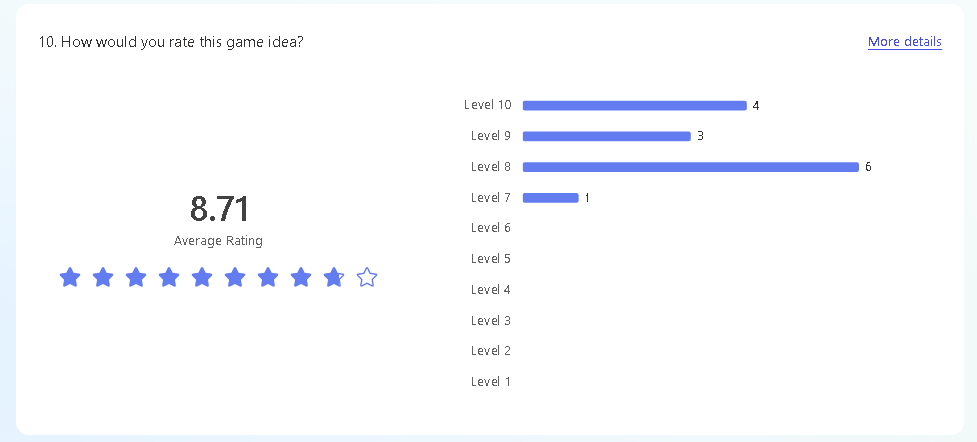 10. How would you rate this game idea?
More details
8.71
Average Rating
Level 10 4
Level 9 3
Level 8 6
Level 7 1
Level 6
Level 5
Level 4
Level 3
Level 2
Level 1